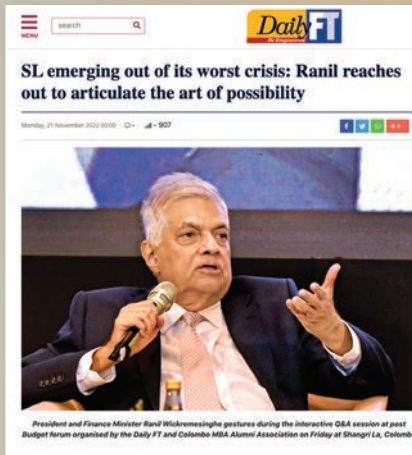 MENU
search
Daily FT
Be Empowered
SL emerging out of its worst crisis: Ranil reaches
out to articulate the art of possibility
Monday, 21 November 2022 00:00
- 907
President and Finance Minister Ranil Wickremesinghe gestures during the interactive Q&A session at post
Budget forum organised by the Daily FT and Colombo MBA Alumni Association on Friday at Shangri La, Colombo